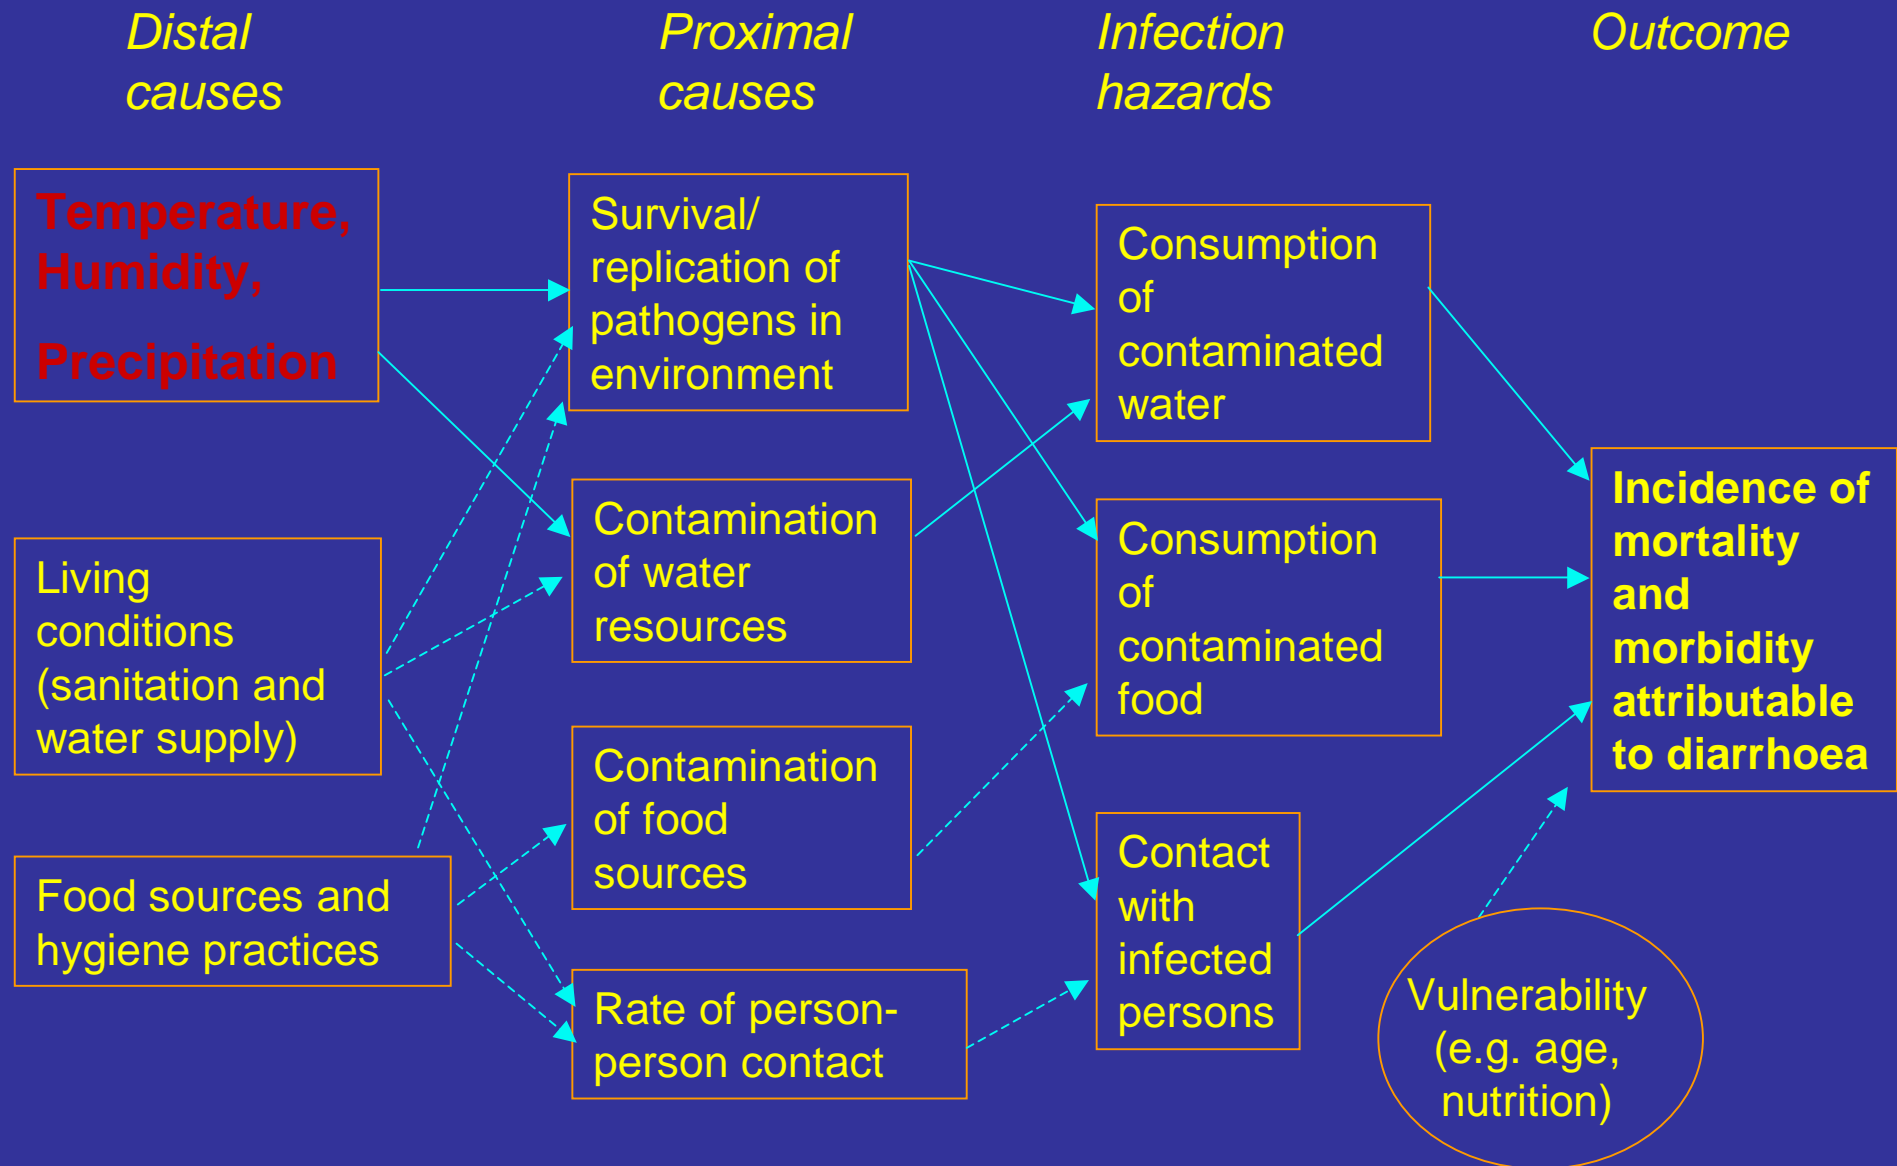 Distal
causes
Proximal
causes
Infection
hazards
Outcome
Temperature,
Humidity,
Precipitation
Living
conditions
(sanitation and
water supply)
Food sources and
hygiene practices
Survival/
replication of
pathogens in
environment
Contamination
of water
resources
Contamination
of food
sources
Rate of person-
person contact
Consumption
of
contaminated
water
Consumption
of
contaminated
food
Contact
with
infected
persons
Incidence of
mortality
and
morbidity
attributable
to diarrhoea
Vulnerability
(e.g. age,
nutrition)